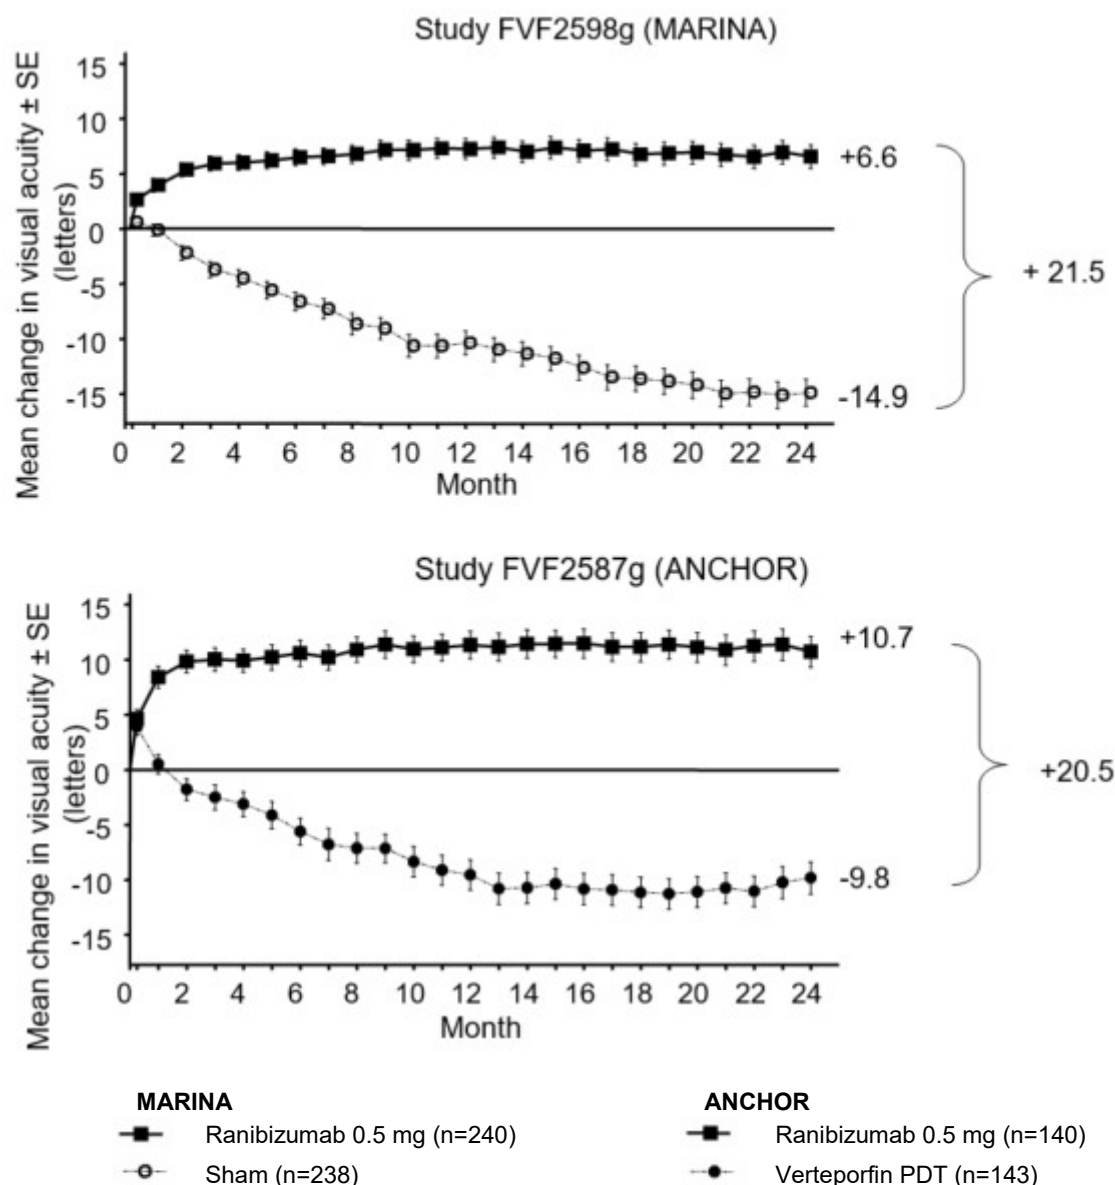 Study FVF2598g (MARINA)
Mean change in visual acuity ± SE
(letters)
15
10
5
0
-5
-10
-15
+6.6
-14.9
+ 21.5
0 2 4 6 8 10 12 14 16 18 20 22 24
Month
Study FVF2587g (ANCHOR)
Mean change in visual acuity ± SE
(letters)
15
10
5
0
-5
-10
-15
+10.7
-9.8
+20.5
0 2 4 6 8 10 12 14 16 18 20 22 24
Month
MARINA
Ranibizumab 0.5 mg (n=240)
Sham (n=238)
ANCHOR
Ranibizumab 0.5 mg (n=140)
Verteporfin PDT (n=143)